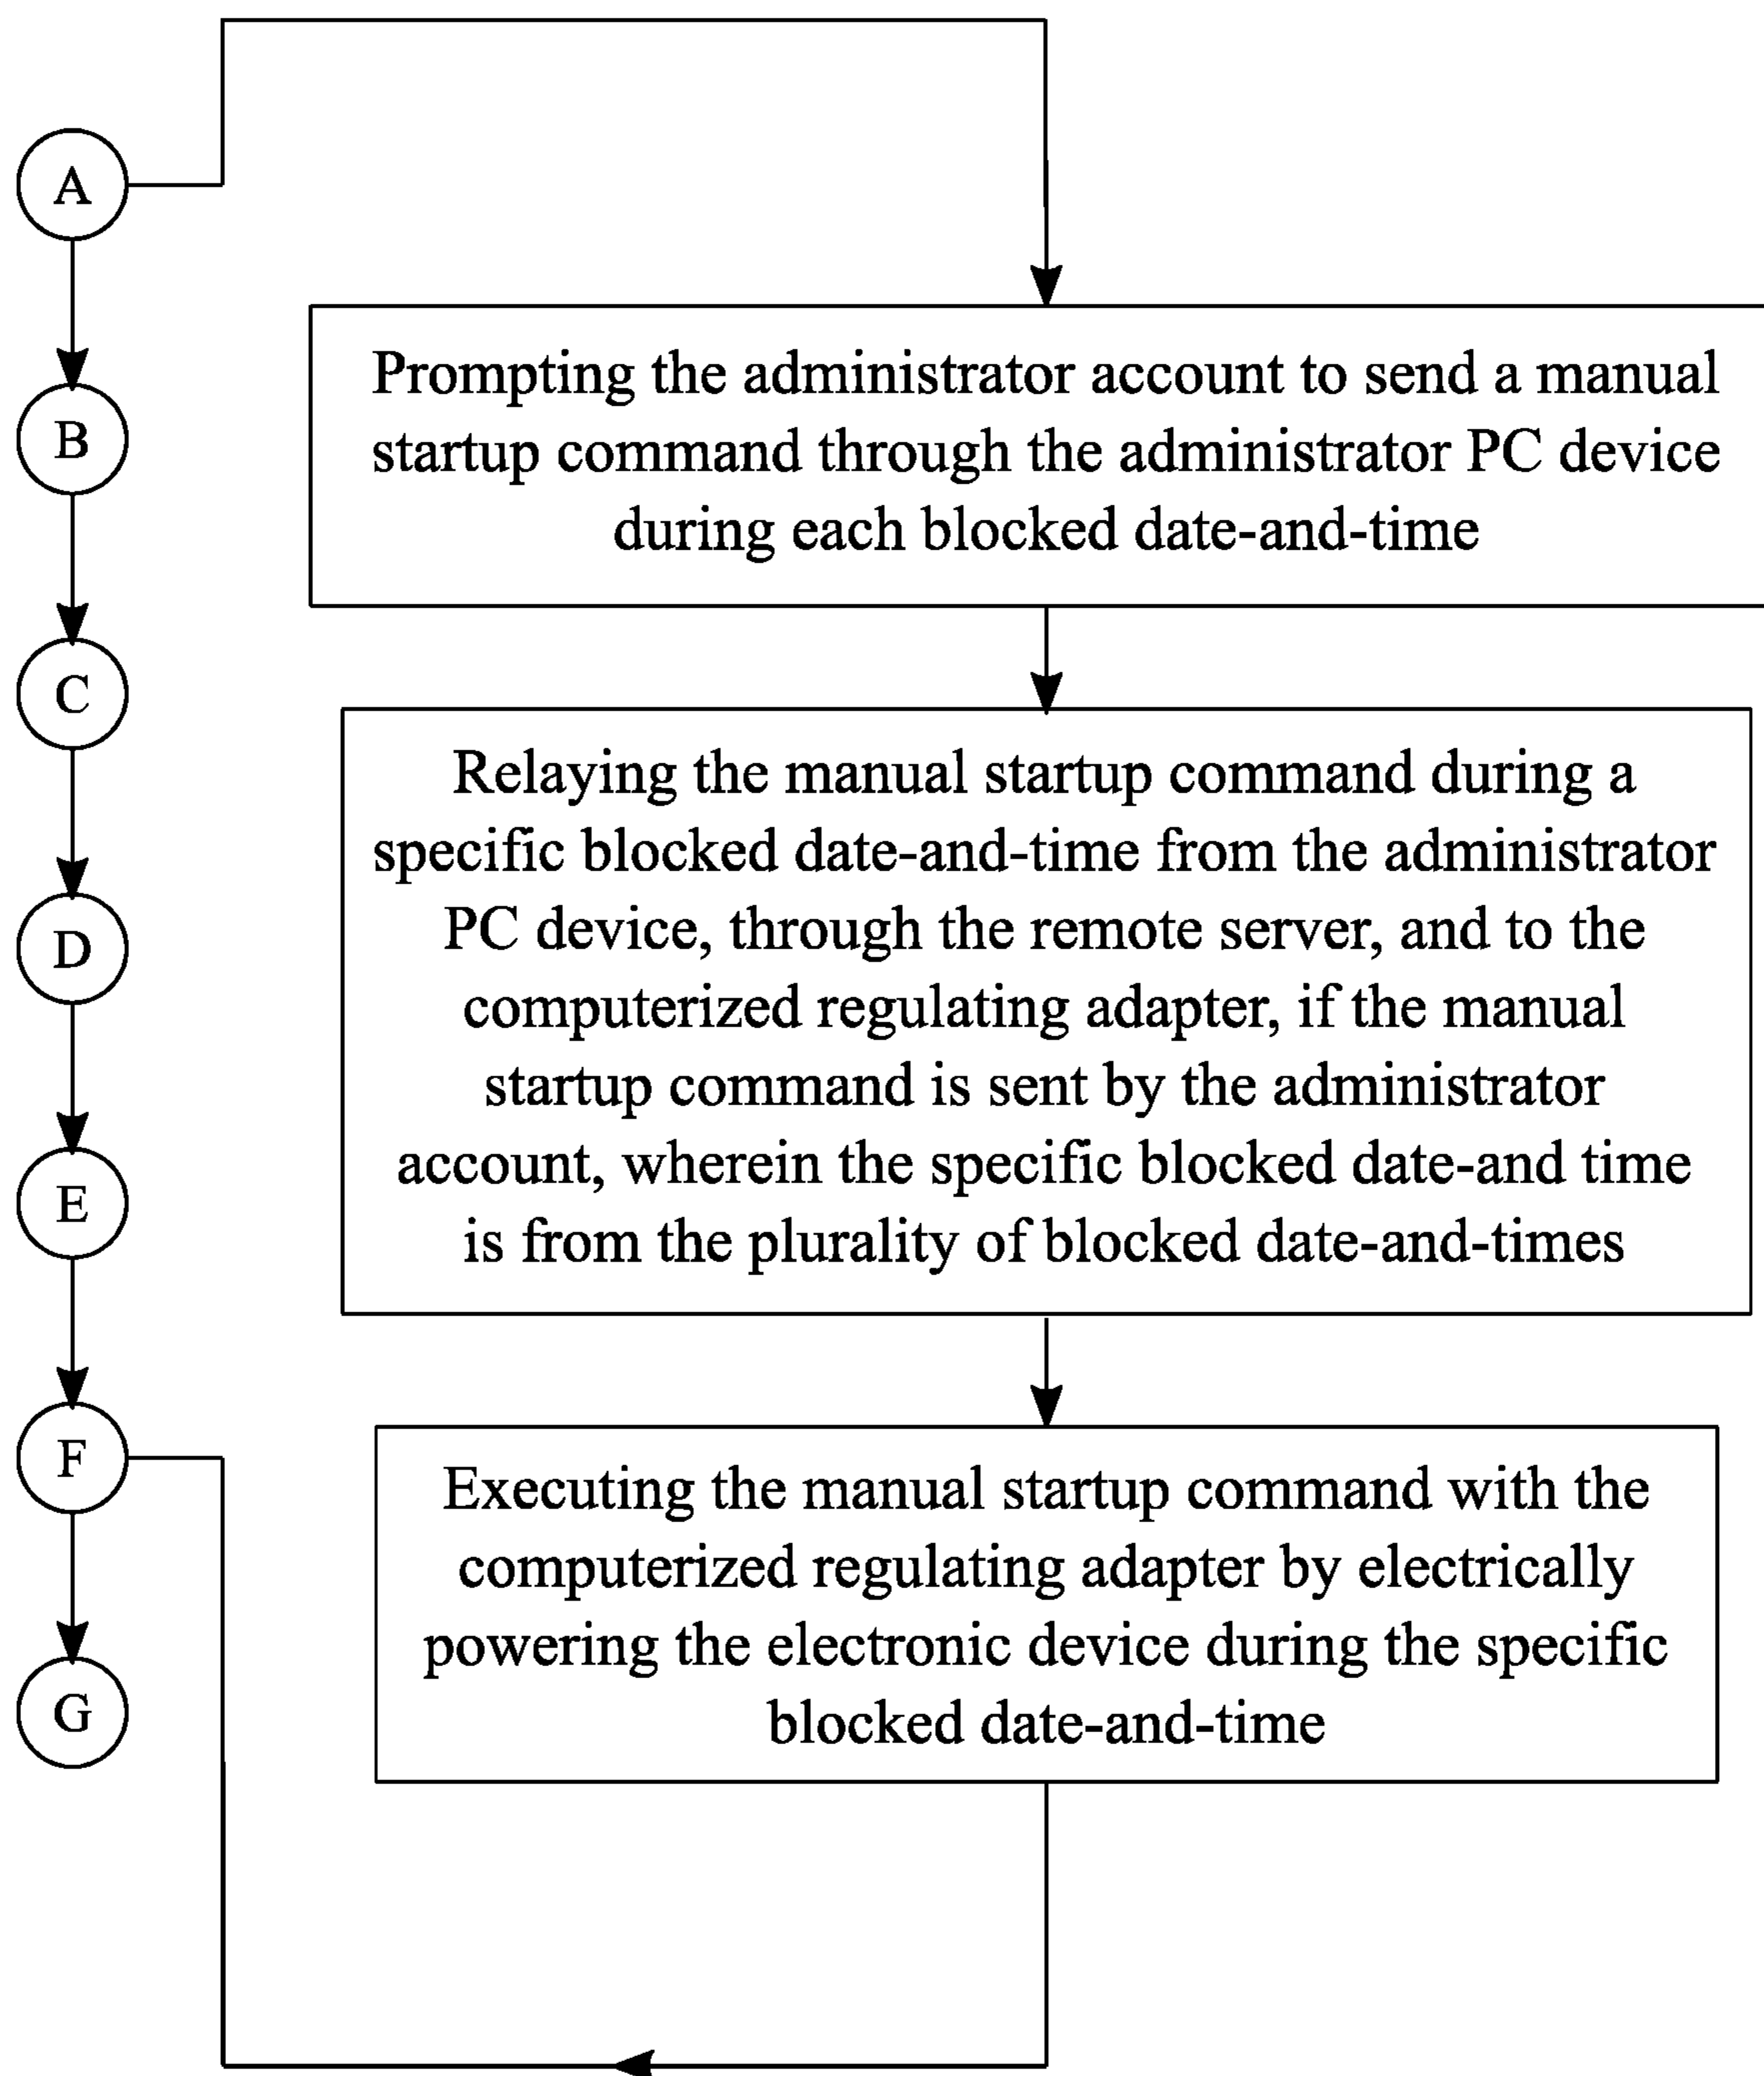 A
B
C
D
E
F
G
Prompting the administrator account to send a manual
startup command through the administrator PC device
during each blocked date-and-time
Relaying the manual startup command during a
specific blocked date-and-time from the administrator
PC device, through the remote server, and to the
computerized regulating adapter, if the manual
startup command is sent by the administrator
account, wherein the specific blocked date-and time
is from the plurality of blocked date-and-times
Executing the manual startup command with the
computerized regulating adapter by electrically
powering the electronic device during the specific
blocked date-and-time